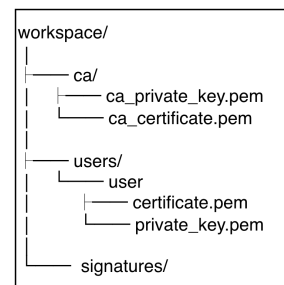 workspace/
ca/
ca_private_key.pem
ca_certificate.pem
users/
user
certificate.pem
private_key.pem
signatures/